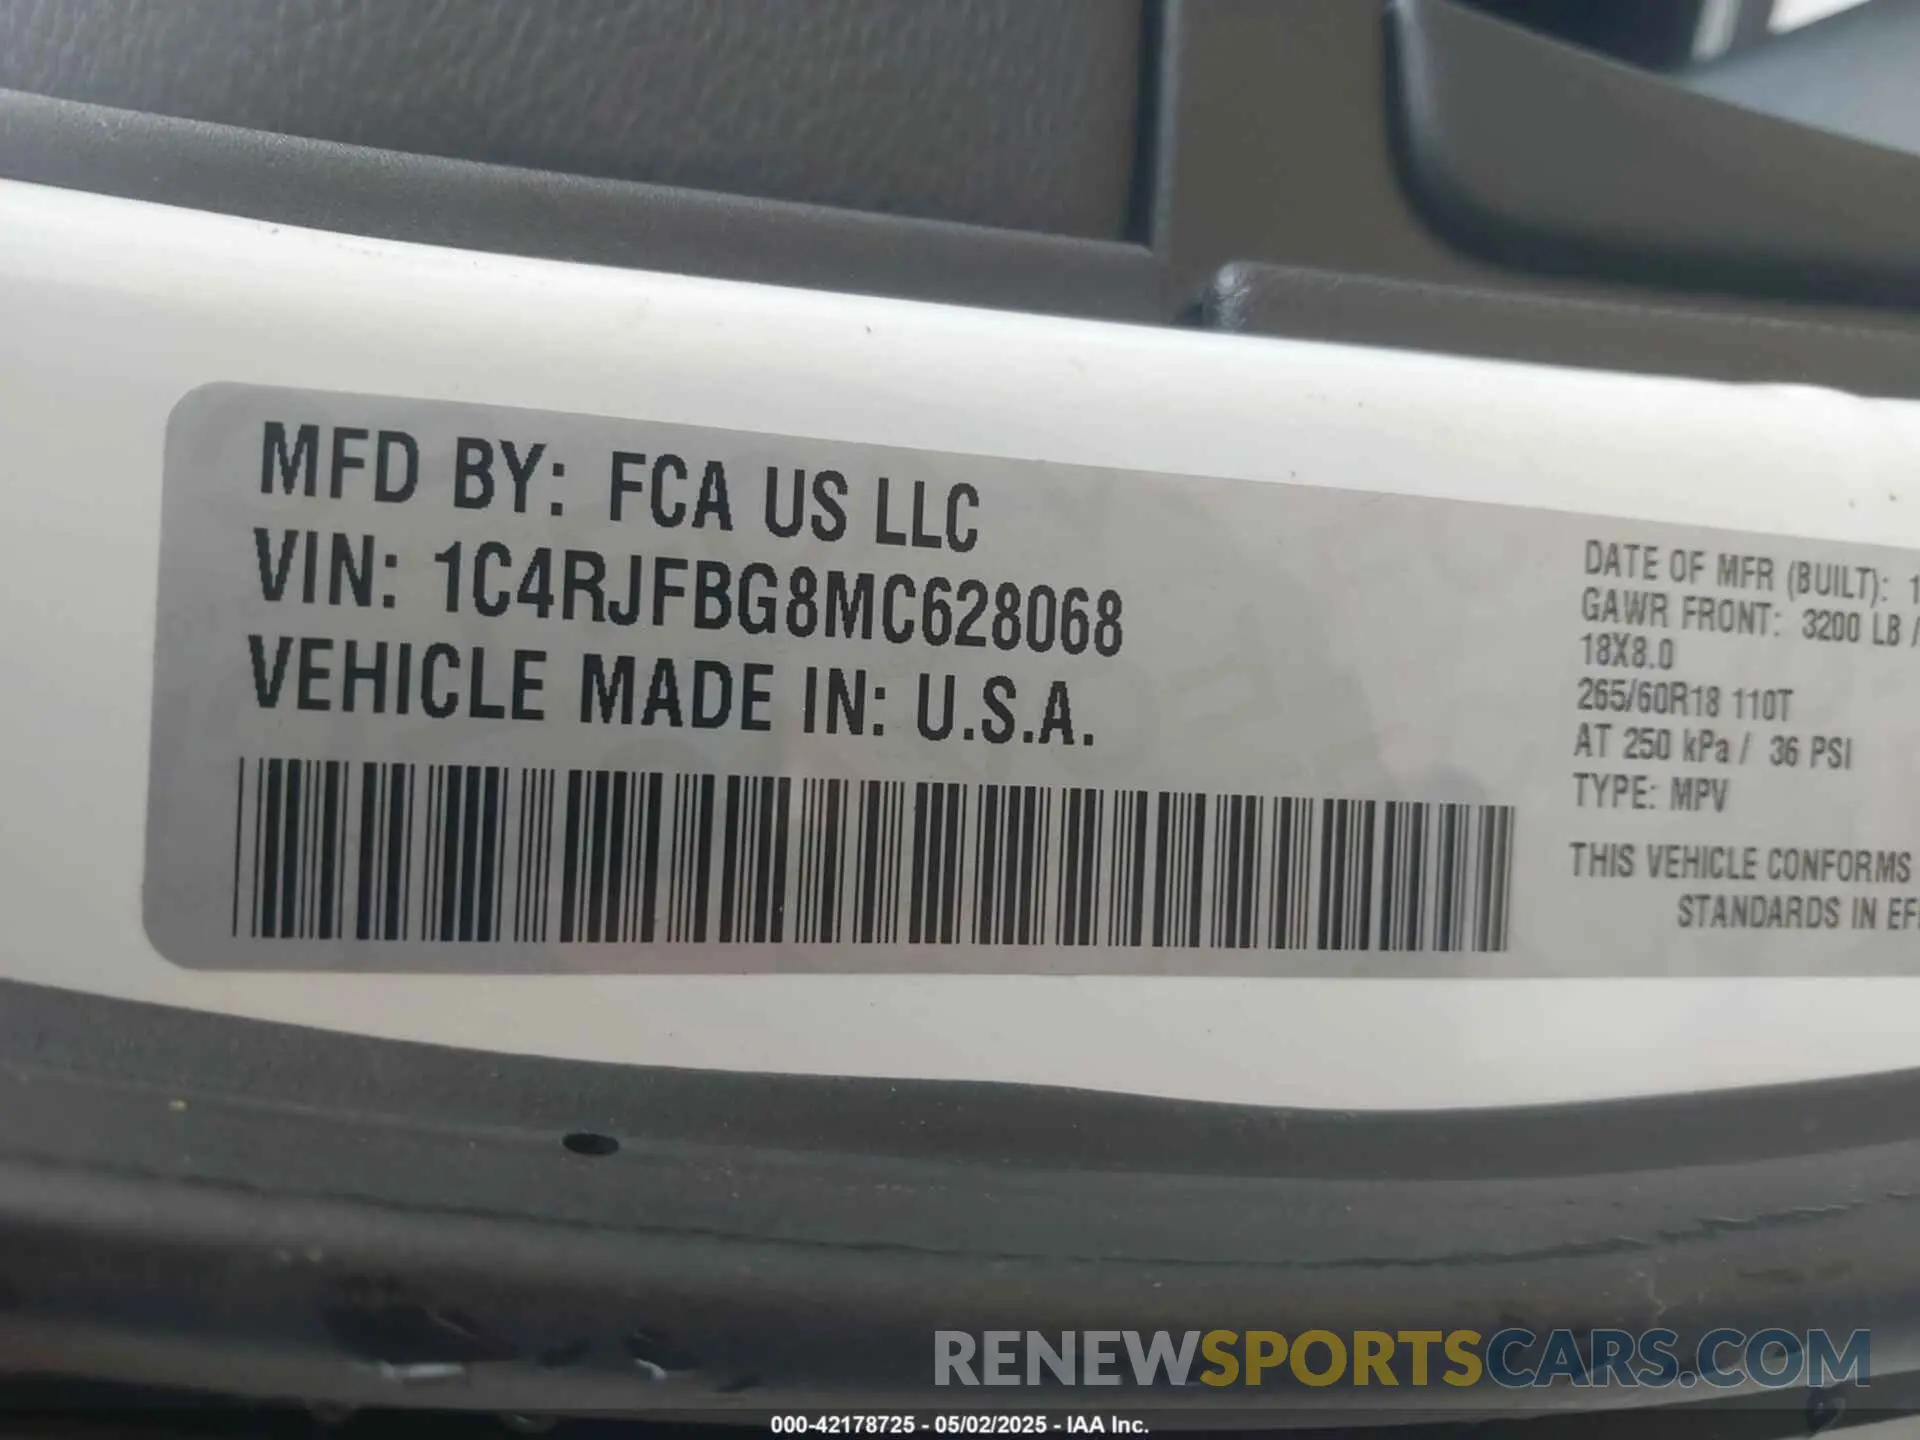 MFD BY: FCA US LLC
VIN: 1C4RJFBG8MC628068
VEHICLE MADE IN: U.S.A.
DATE OF MFR (BUILT): 1
GAWR FRONT: 3200 LB /
18X8.0
265/60R18 110T
AT 250 kPa / 36 PSI
TYPE: MPV
THIS VEHICLE CONFORMS
STANDARDS IN
RENEWSPORTSCARS.COM
000-42178725 - 05/02/2025 - IAA Inc.